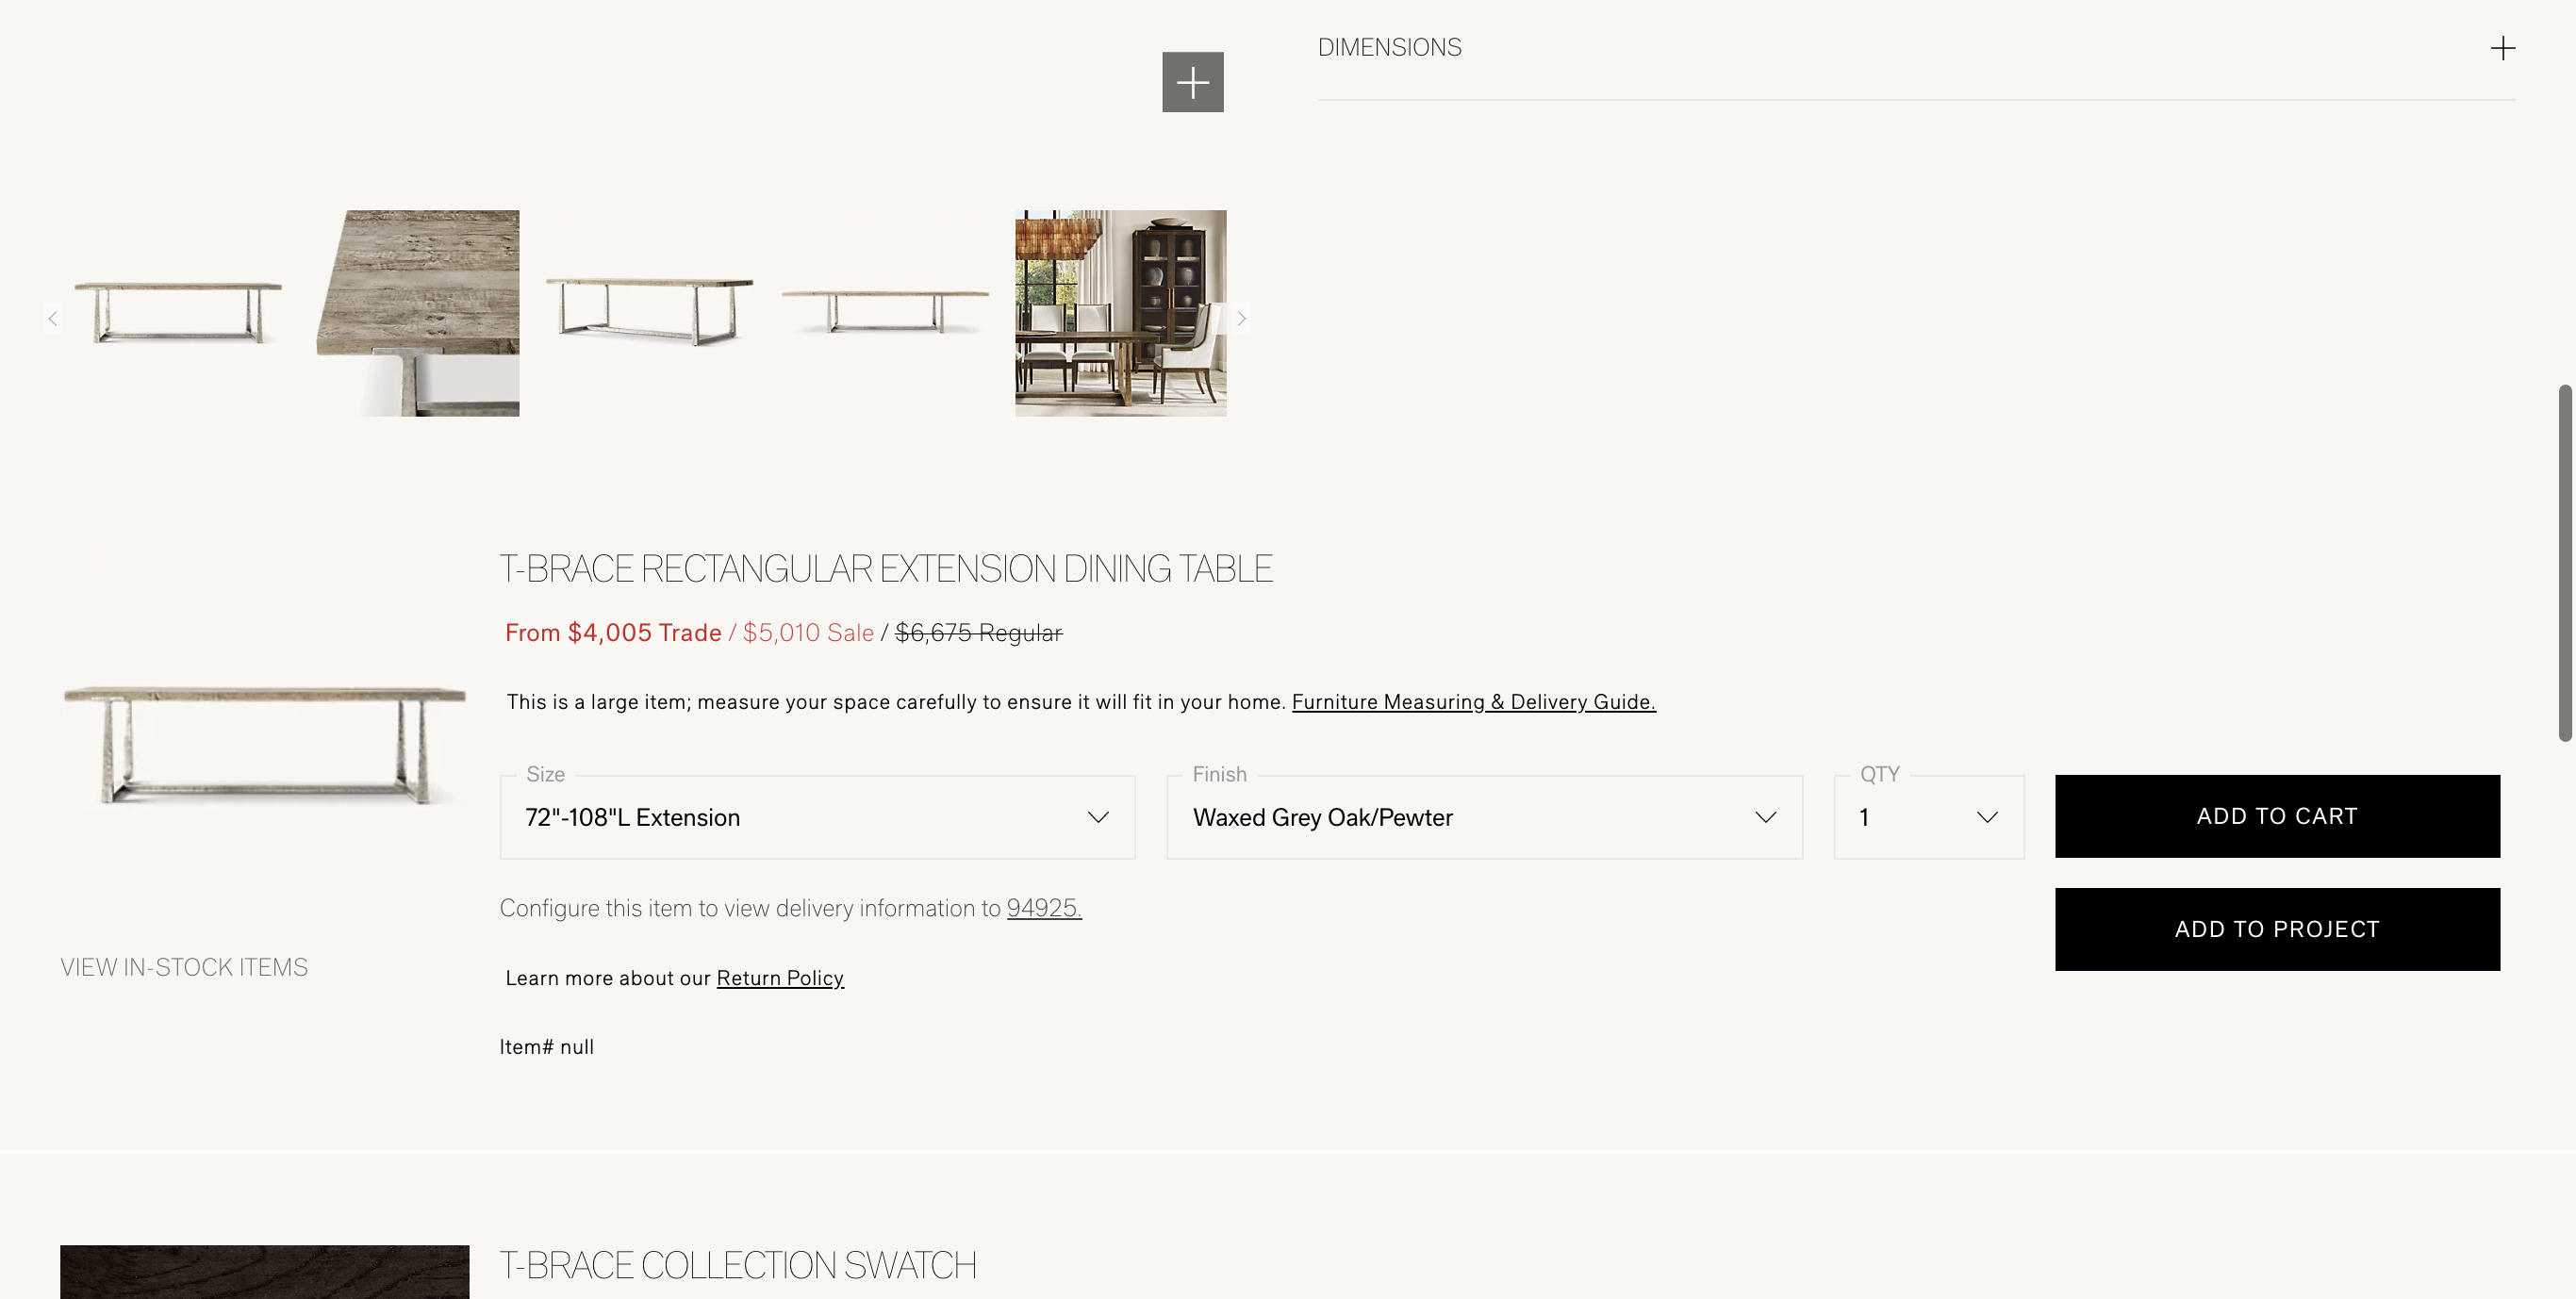 DIMENSIONS
T-BRACE RECTANGULAR EXTENSION DINING TABLE
From $4,005 Trade / $5,010 Sale / $6,675 Regular
This is a large item; measure your space carefully to ensure it will fit in your home. Furniture Measuring & Delivery Guide.
Size
72"-108"L Extension
Finish
Waxed Grey Oak/Pewter
QTY
1
ADD TO CART
Configure this item to view delivery information to 94925.
ADD TO PROJECT
VIEW IN-STOCK ITEMS
Learn more about our Return Policy
Item# null
T-BRACE COLLECTION SWATCH